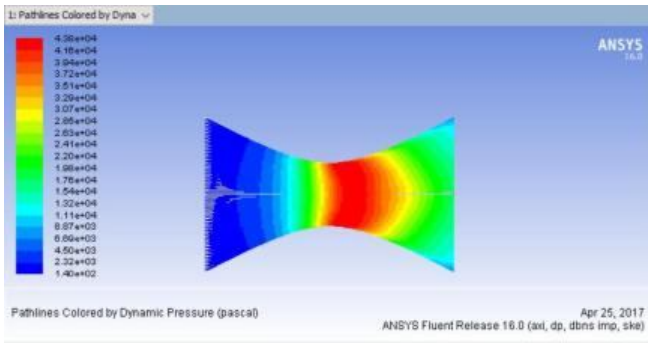 1: Pathlines Colored by Dyna
ANSYS
16.0
4.38e+04
4.16e+04
3.94e+04
3.72e+04
3.51e+04
3.29e+04
3.07e+04
2.85e+04
2.63e+04
2.41e+04
2.20e+04
1.98e+04
1.76e+04
1.54e+04
1.32e+04
1.11e+04
8.87e+03
6.69e+03
4.50e+03
2.32e+03
1.40e+02
Pathlines Colored by Dynamic Pressure (pascal)
Apr 25, 2017
ANSYS Fluent Release 16.0 (axi, dp, dbns imp, ske)